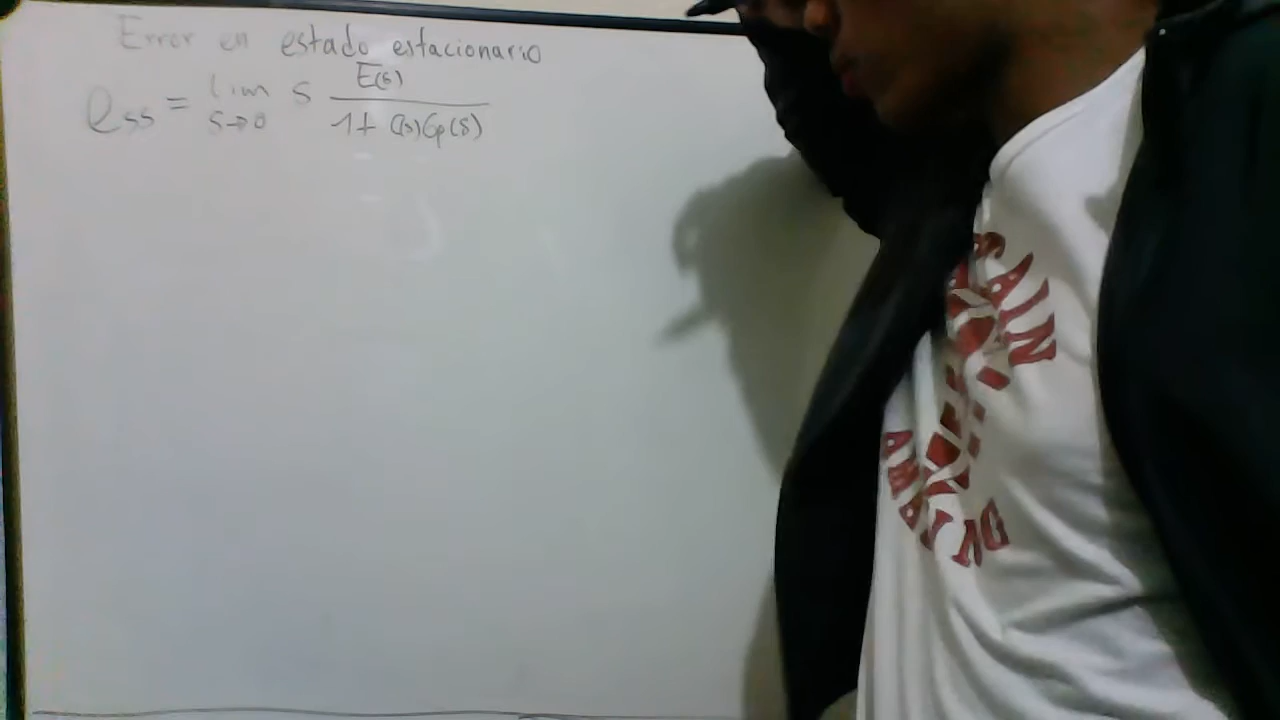 Error en estado estacionario
ess = lim s→0 s E(s) / 1+ C(s)Gp(s)